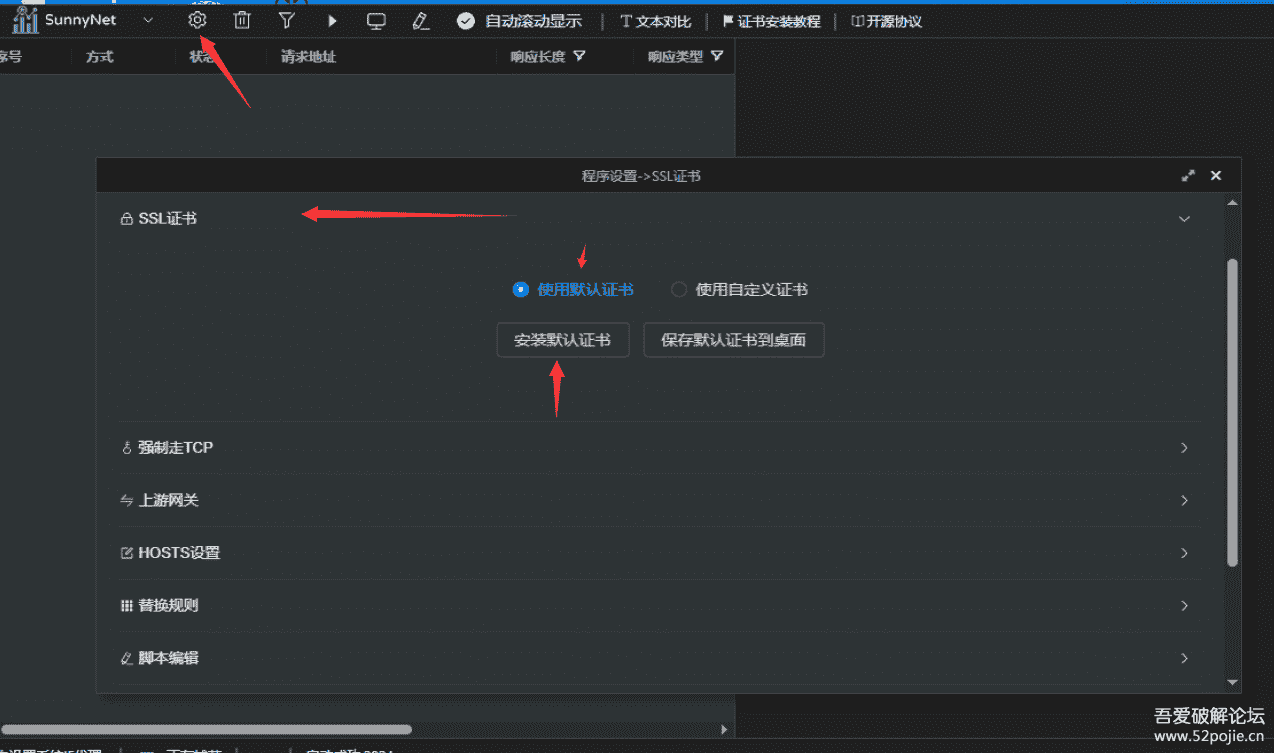 SunnyNet 自动滚动显示 文本对比 证书安装教程 开源协议
序号 方式 状态 请求地址 响应长度 响应类型
程序设置->SSL证书
SSL证书
使用默认证书 使用自定义证书
安装默认证书 保存默认证书到桌面
强制走TCP
上游网关
HOSTS设置
替换规则
脚本编辑
吾爱破解论坛
www.52pojie.cn